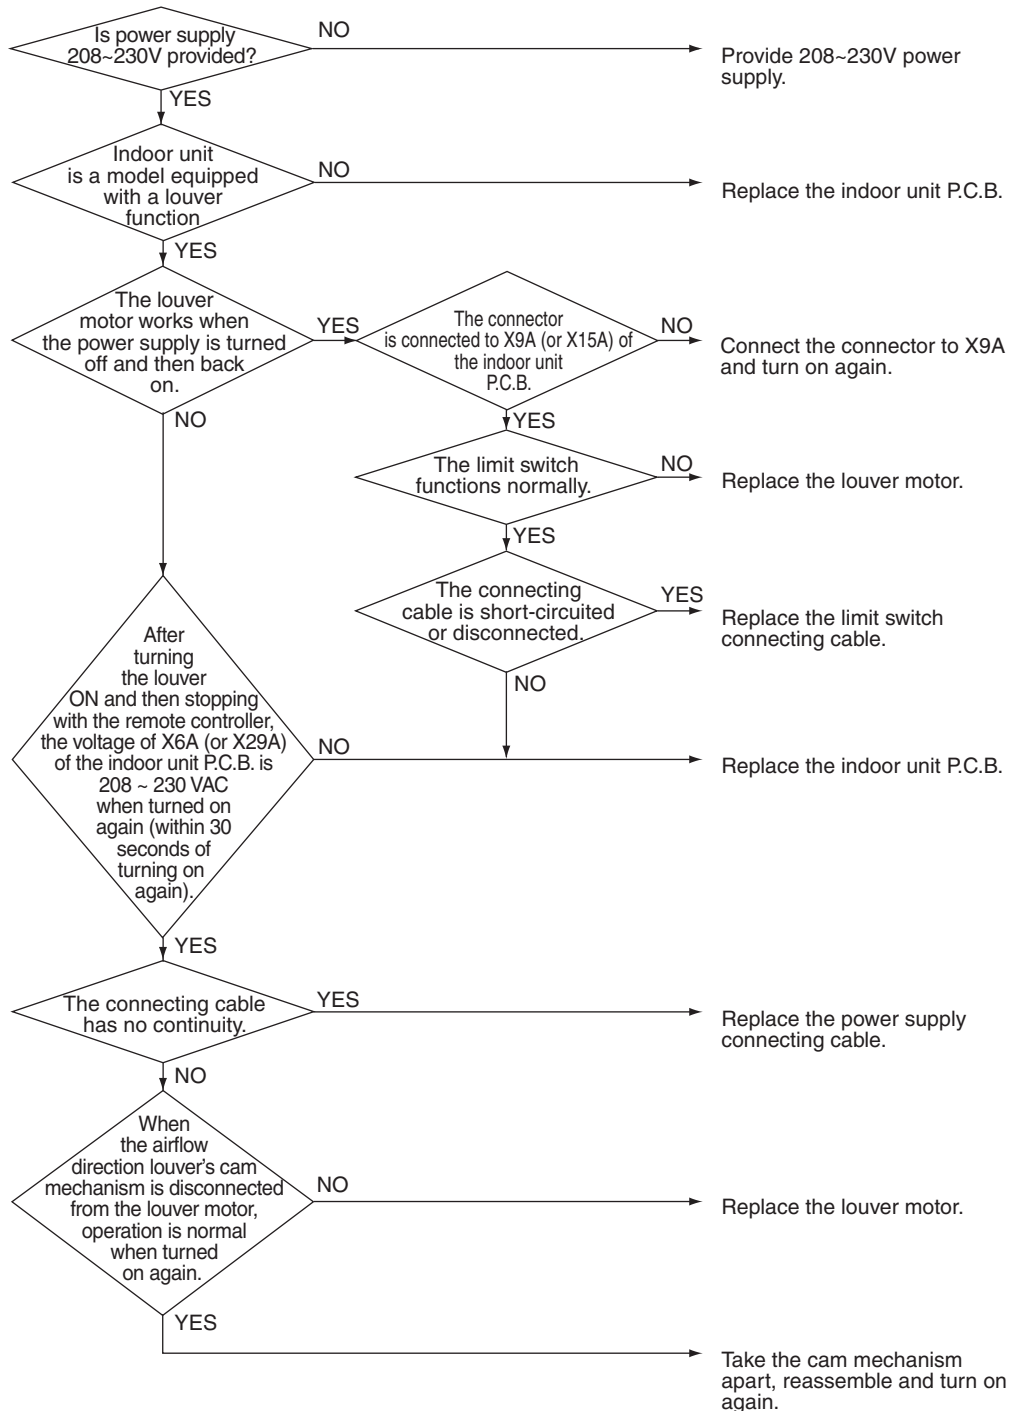 Is power supply
208~230V provided?
NO
Provide 208~230V power
supply.
YES
Indoor unit
is a model equipped
with a louver
function
NO
Replace the indoor unit P.C.B.
YES
The louver
motor works when
the power supply is turned
off and then back
on.
YES
The connector
is connected to X9A (or X15A) of
the indoor unit
P.C.B.
NO
Connect the connector to X9A
and turn on again.
NO
YES
The limit switch
functions normally.
NO
Replace the louver motor.
YES
The connecting
cable is short-circuited
or disconnected.
YES
Replace the limit switch
connecting cable.
NO
After
turning
the louver
ON and then stopping
with the remote controller,
the voltage of X6A (or X29A)
of the indoor unit P.C.B. is
208 ~ 230 VAC
when turned on
again (within 30
seconds of
turning on
again).
NO
Replace the indoor unit P.C.B.
YES
The connecting cable
has no continuity.
YES
Replace the power supply
connecting cable.
NO
When
the airflow
direction louver's cam
mechanism is disconnected
from the louver motor,
operation is normal
when turned
on again.
NO
Replace the louver motor.
YES
Take the cam mechanism
apart, reassemble and turn on
again.